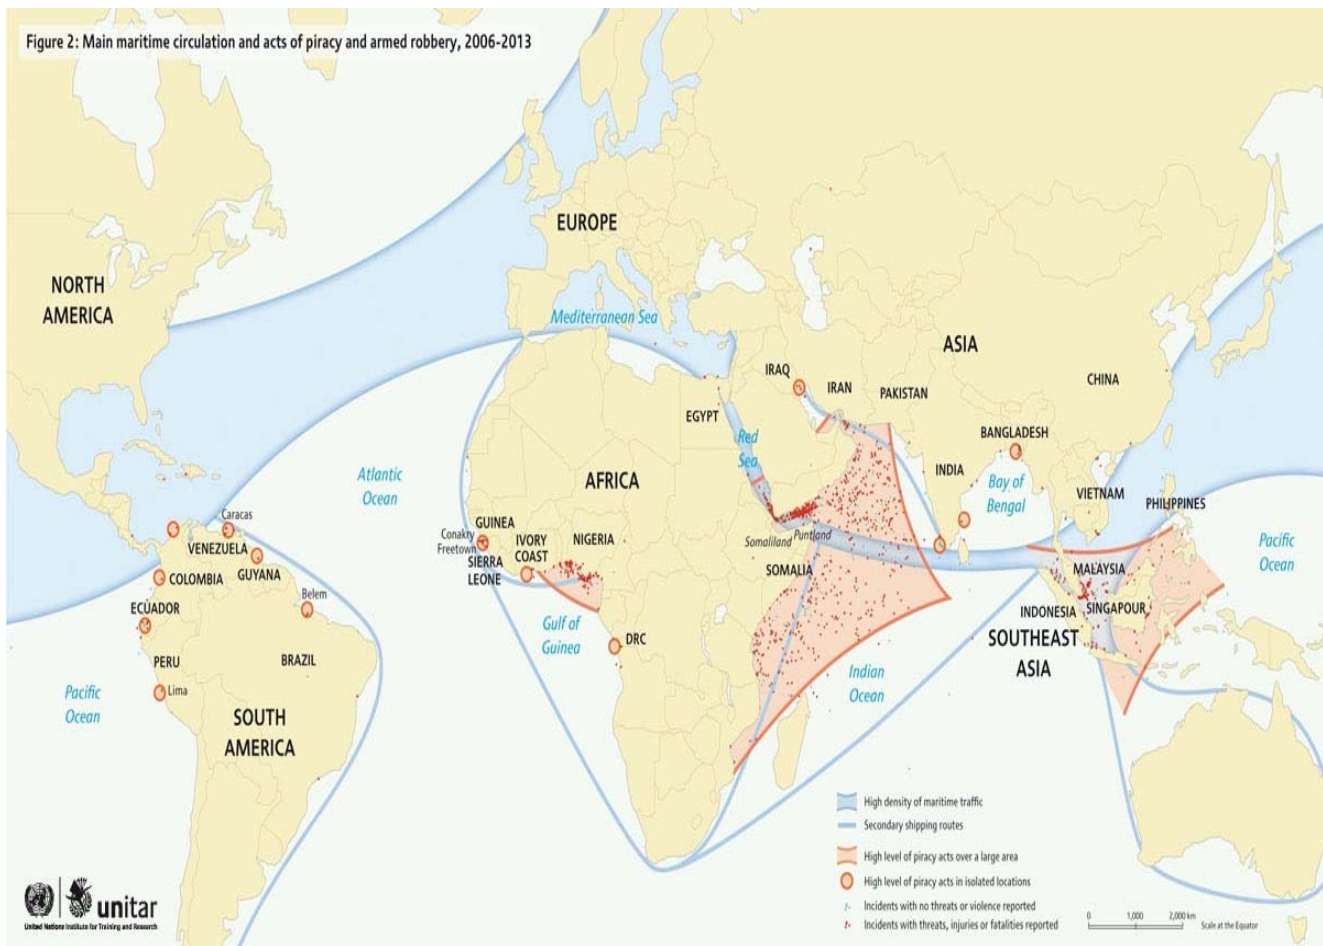 Figure 2: Main maritime circulation and acts of piracy and armed robbery, 2006-2013
EUROPE
NORTH
AMERICA
Mediterranean Sea
ASIA
IRAQ
IRAN
PAKISTAN
CHINA
EGYPT
Red
Sea
BANGLADESH
INDIA
Bay of
Bengal
VIETNAM
PHILIPPINES
AFRICA
Atlantic
Ocean
Caracas
VENEZUELA
GUYANA
COLOMBIA
ECUADOR
Belem
PERU
BRAZIL
Lima
Pacific
Ocean
SOUTH
AMERICA
Conakry
Freetown
GUINEA
SIERRA
LEONE
IVORY
COAST
NIGERIA
Gulf of
Guinea
DRC
Somaliland
Puntland
SOMALIA
Indian
Ocean
MALAYSIA
INDONESIA
SINGAPOUR
SOUTHEAST
ASIA
Pacific
Ocean
High density of maritime traffic
Secondary shipping routes
High level of piracy acts over a large area
High level of piracy acts in isolated locations
Incidents with no threats or violence reported
Incidents with threats, injuries or fatalities reported
0 1,000 2,000 km
Scale at the Equator
unitar
United Nations Institute for Training and Research